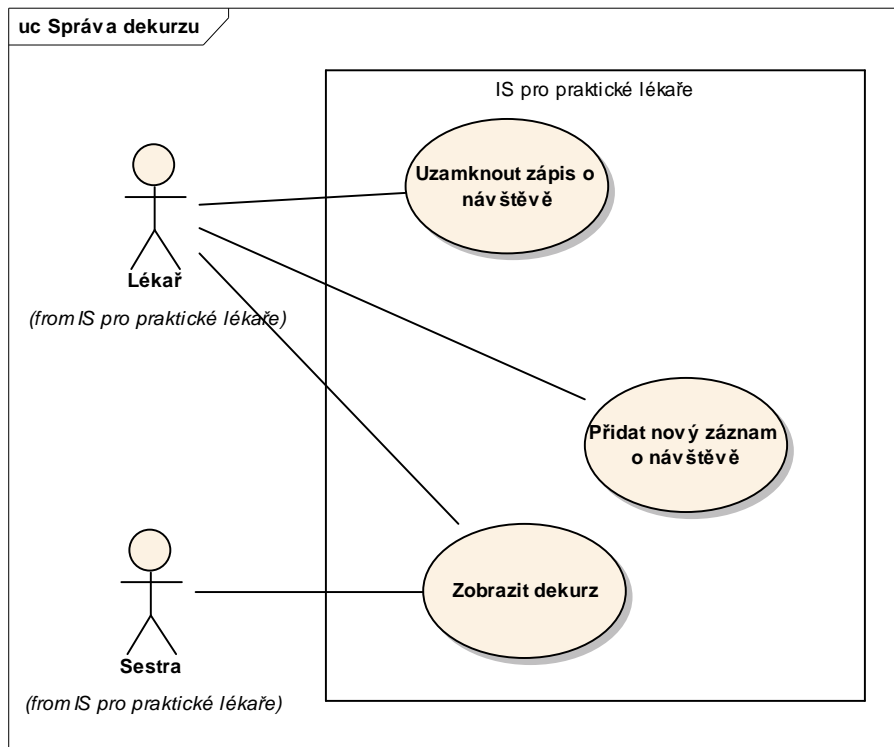 uc Správa dekurzu
IS pro praktické lékaře
Uzamknout zápis o
návštěvě
Lékař
(from IS pro praktické lékaře)
Přidat nový záznam
o návštěvě
Zobrazit dekurz
Sestra
(from IS pro praktické lékaře)